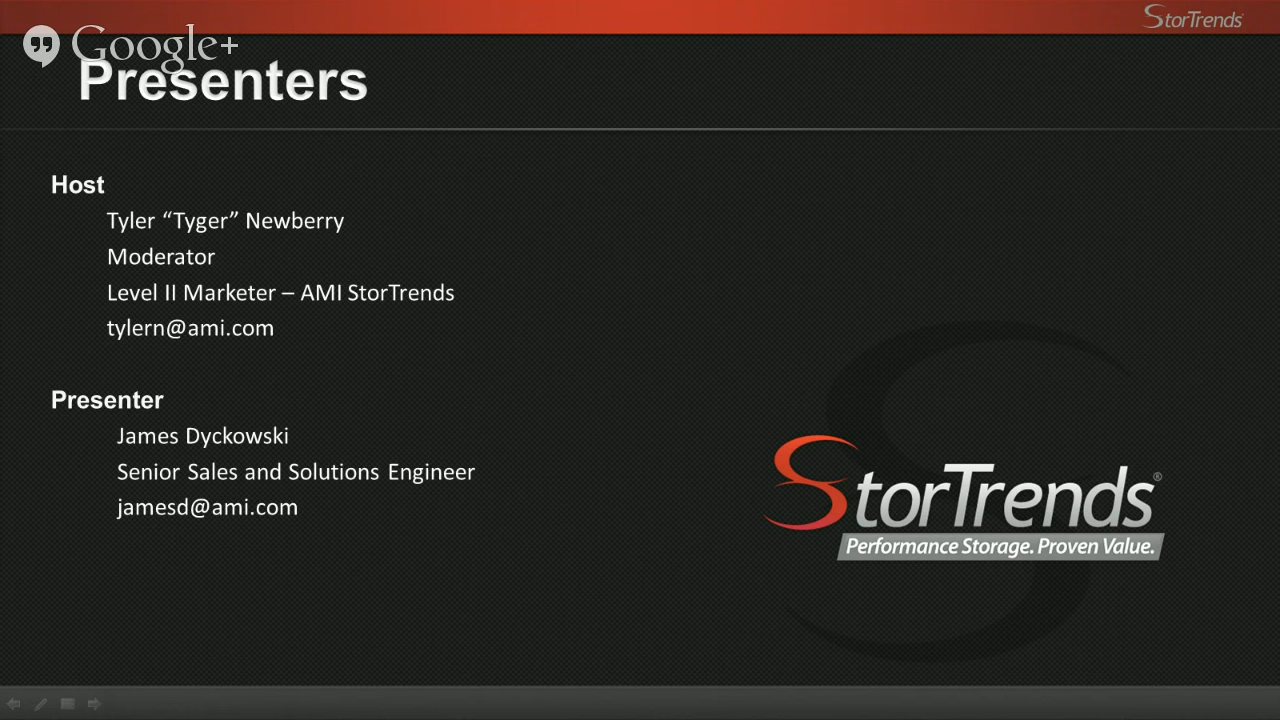 StorTrends
Google+
Presenters
Host
Tyler “Tyger” Newberry
Moderator
Level II Marketer – AMI StorTrends
tylern@ami.com
Presenter
James Dyckowski
Senior Sales and Solutions Engineer
jamesd@ami.com
StorTrends®
Performance Storage. Proven Value.